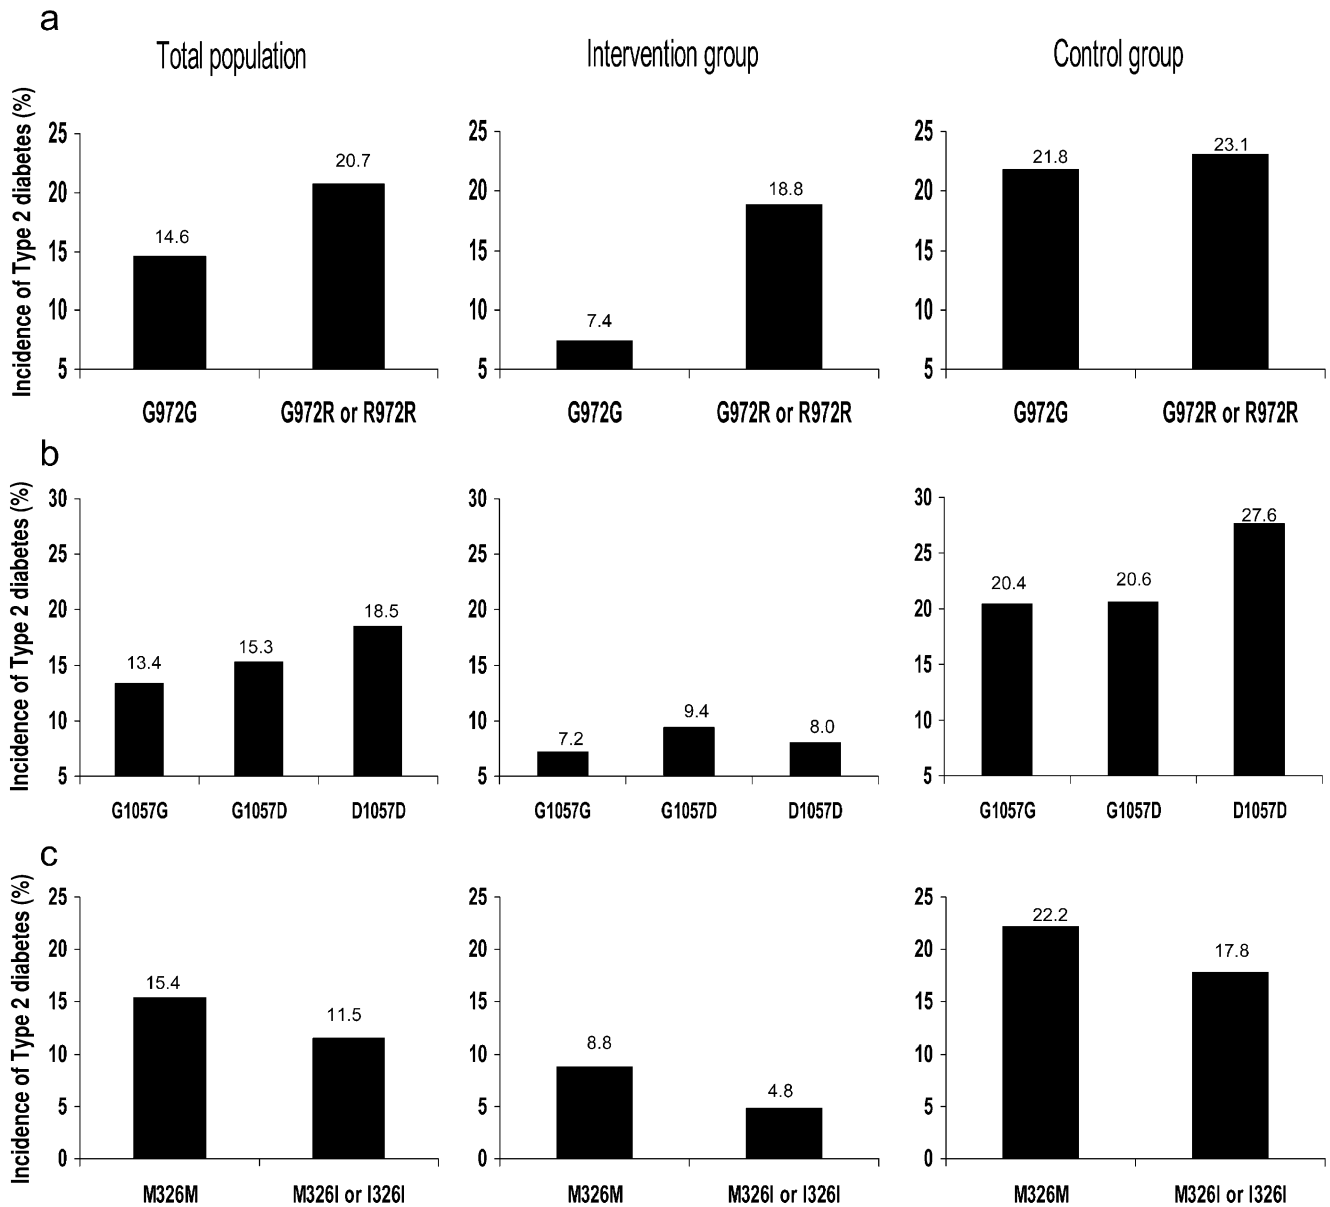 a
Total population
Intervention group
Control group
Incidence of Type 2 diabetes (%)
25
20
15
10
5
14.6
20.7
G972G
G972R or R972R
25
20
15
10
5
7.4
18.8
G972G
G972R or R972R
25
20
15
10
5
21.8
23.1
G972G
G972R or R972R
b
Incidence of Type 2 diabetes (%)
30
25
20
15
10
5
13.4
15.3
18.5
G1057G
G1057D
D1057D
30
25
20
15
10
5
7.2
9.4
8.0
G1057G
G1057D
D1057D
30
25
20
15
10
5
20.4
20.6
27.6
G1057G
G1057D
D1057D
c
Incidence of Type 2 diabetes (%)
25
20
15
10
5
0
15.4
11.5
M326M
M326I or I326I
25
20
15
10
5
0
8.8
4.8
M326M
M326I or I326I
25
20
15
10
5
0
22.2
17.8
M326M
M326I or I326I